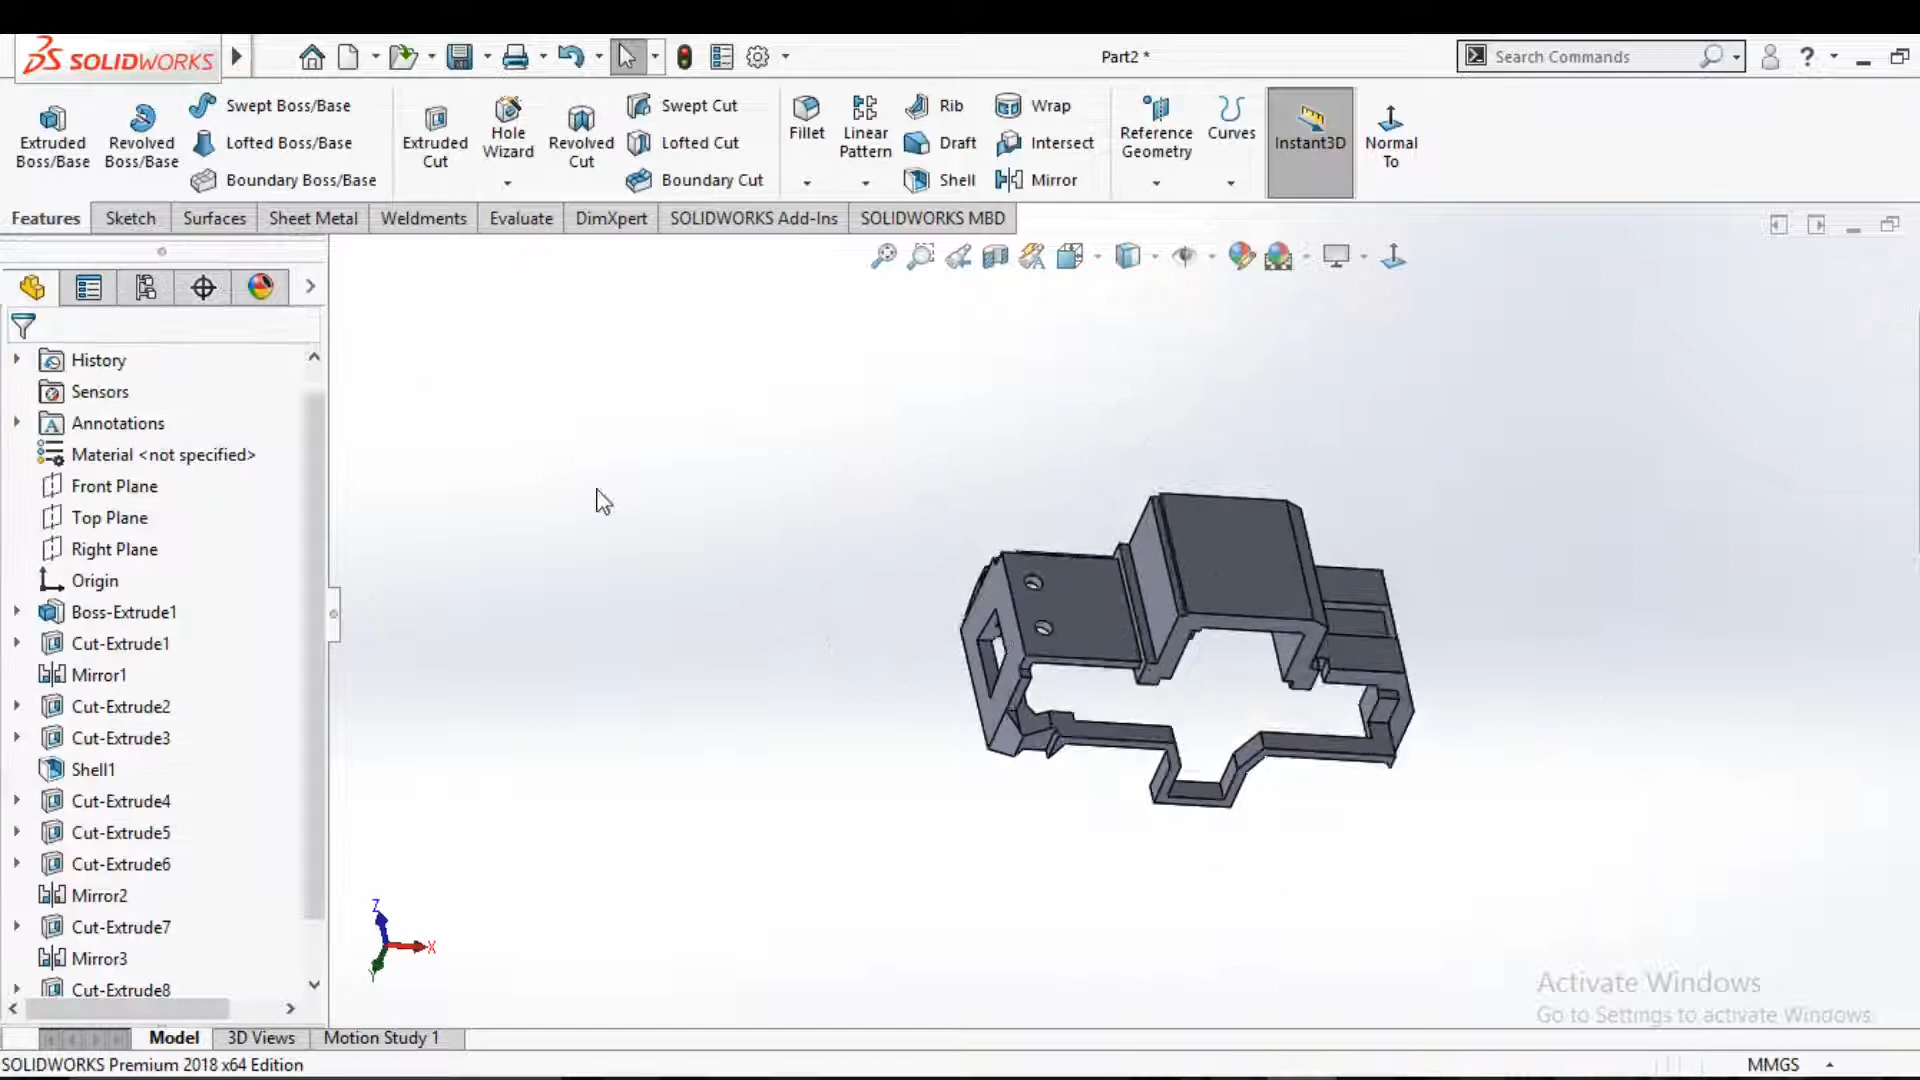 SOLIDWORKS
Part2 *
Search Commands
?
Extruded Boss/Base
Revolved Boss/Base
Swept Boss/Base
Lofted Boss/Base
Boundary Boss/Base
Extruded Cut
Hole Wizard
Revolved Cut
Swept Cut
Lofted Cut
Boundary Cut
Fillet
Linear Pattern
Rib
Draft
Shell
Wrap
Intersect
Mirror
Reference Geometry
Curves
Instant3D
Normal To
Features
Sketch
Surfaces
Sheet Metal
Weldments
Evaluate
DimXpert
SOLIDWORKS Add-Ins
SOLIDWORKS MBD
History
Sensors
Annotations
Material <not specified>
Front Plane
Top Plane
Right Plane
Origin
Boss-Extrude1
Cut-Extrude1
Mirror1
Cut-Extrude2
Cut-Extrude3
Shell1
Cut-Extrude4
Cut-Extrude5
Cut-Extrude6
Mirror2
Cut-Extrude7
Mirror3
Cut-Extrude8
Z
X
Y
Activate Windows
Go to Settings to activate Windows.
Model
3D Views
Motion Study 1
SOLIDWORKS Premium 2018 x64 Edition
MMGS